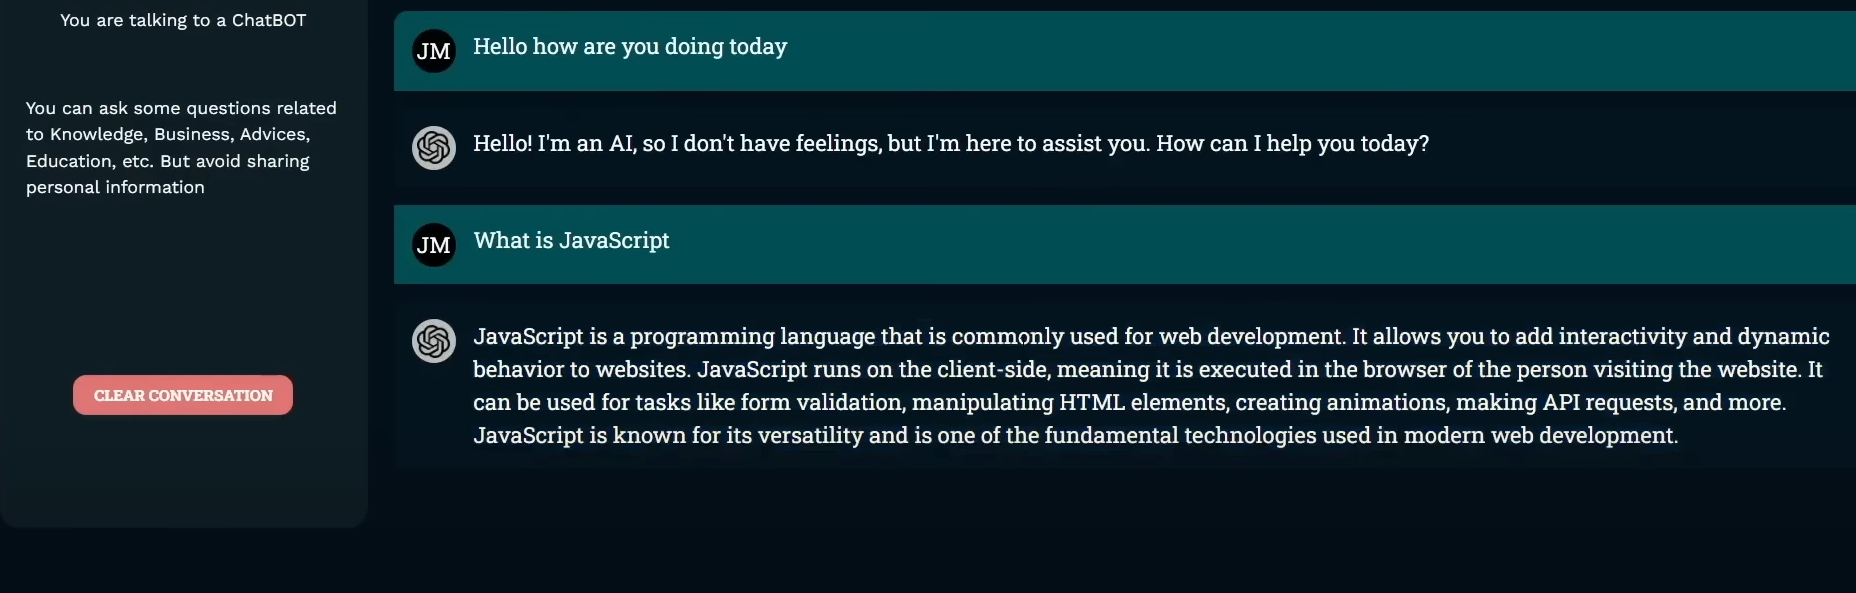 You are talking to a ChatBOT
You can ask some questions related
to Knowledge, Business, Advices,
Education, etc. But avoid sharing
personal information
CLEAR CONVERSATION
JM
Hello how are you doing today
Hello! I'm an AI, so I don't have feelings, but I'm here to assist you. How can I help you today?
JM
What is JavaScript
JavaScript is a programming language that is commonly used for web development. It allows you to add interactivity and dynamic
behavior to websites. JavaScript runs on the client-side, meaning it is executed in the browser of the person visiting the website. It
can be used for tasks like form validation, manipulating HTML elements, creating animations, making API requests, and more.
JavaScript is known for its versatility and is one of the fundamental technologies used in modern web development.